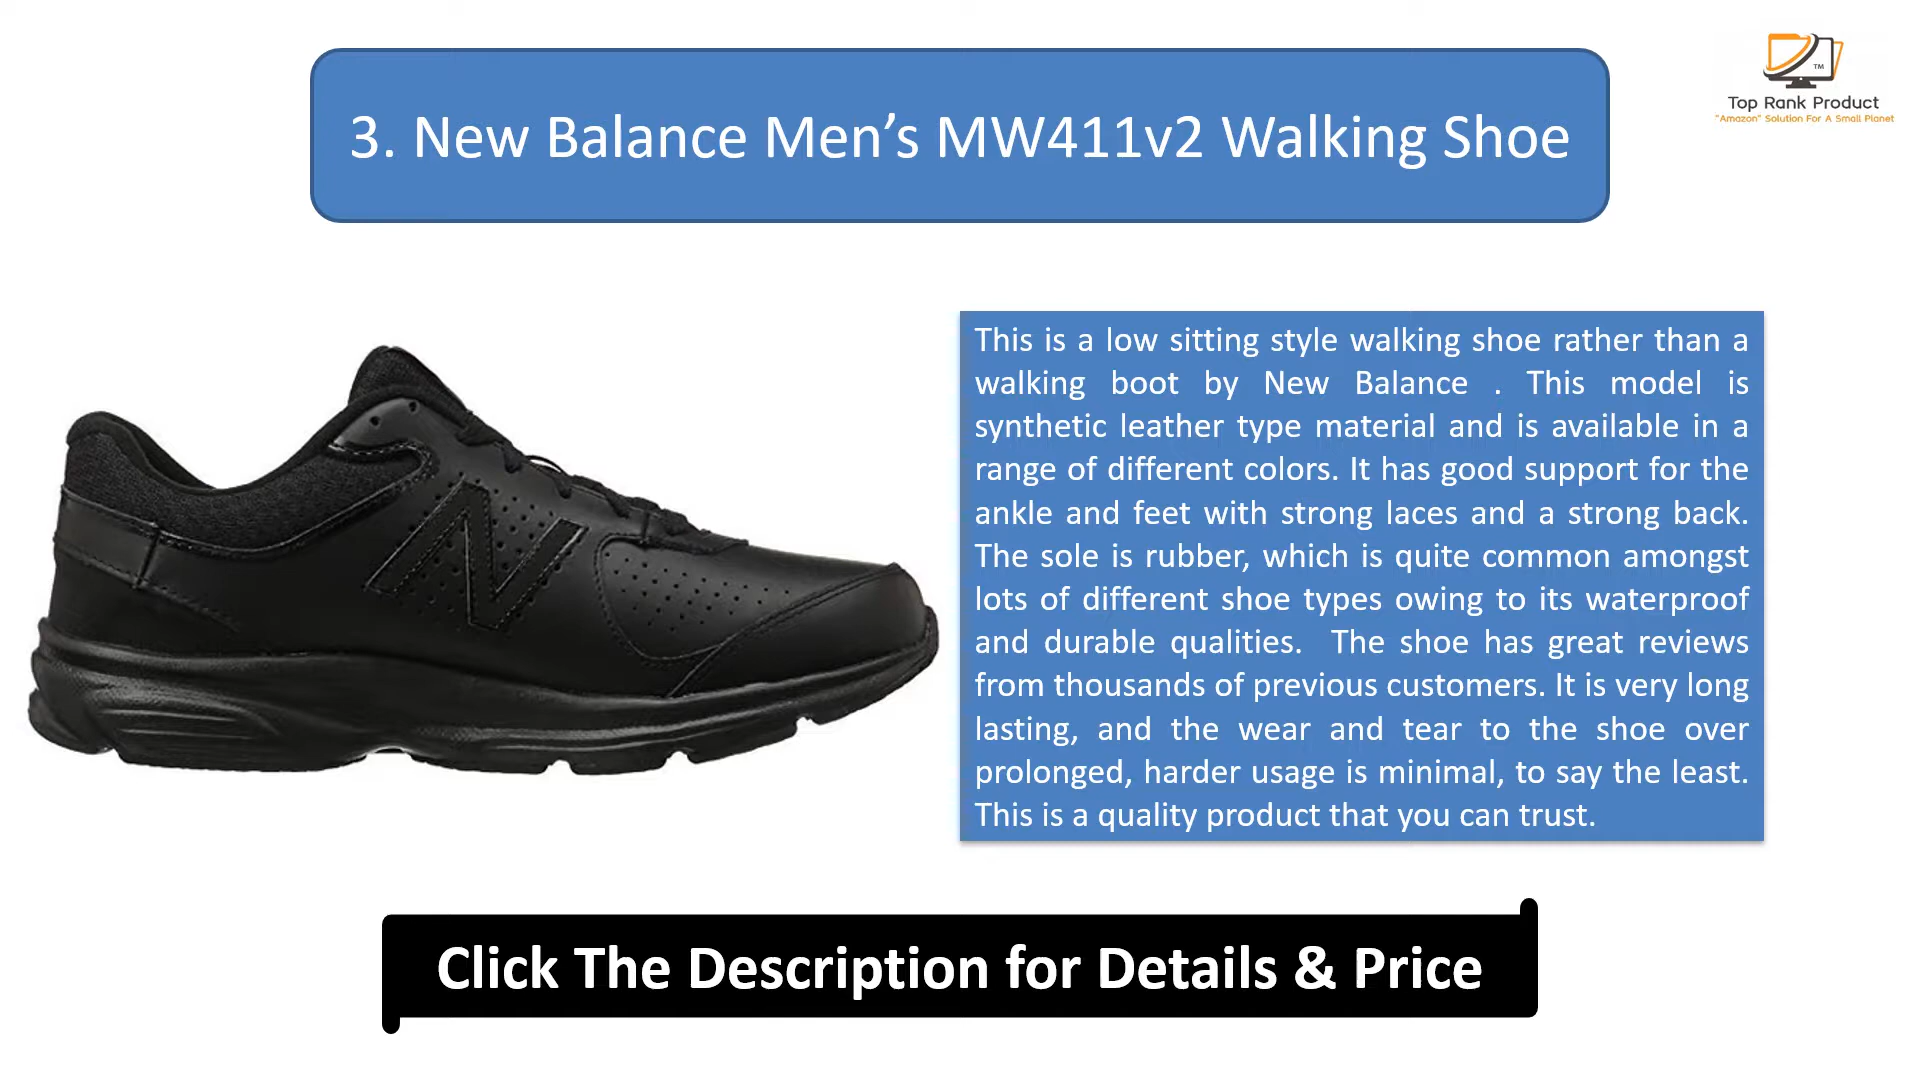 3. New Balance Men’s MW411v2 Walking Shoe
TM
Top Rank Product
"Amazon" Solution For A Small Planet
This is a low sitting style walking shoe rather than a
walking boot by New Balance . This model is
synthetic leather type material and is available in a
range of different colors. It has good support for the
ankle and feet with strong laces and a strong back.
The sole is rubber, which is quite common amongst
lots of different shoe types owing to its waterproof
and durable qualities.  The shoe has great reviews
from thousands of previous customers. It is very long
lasting, and the wear and tear to the shoe over
prolonged, harder usage is minimal, to say the least.
This is a quality product that you can trust.
N
Click The Description for Details & Price